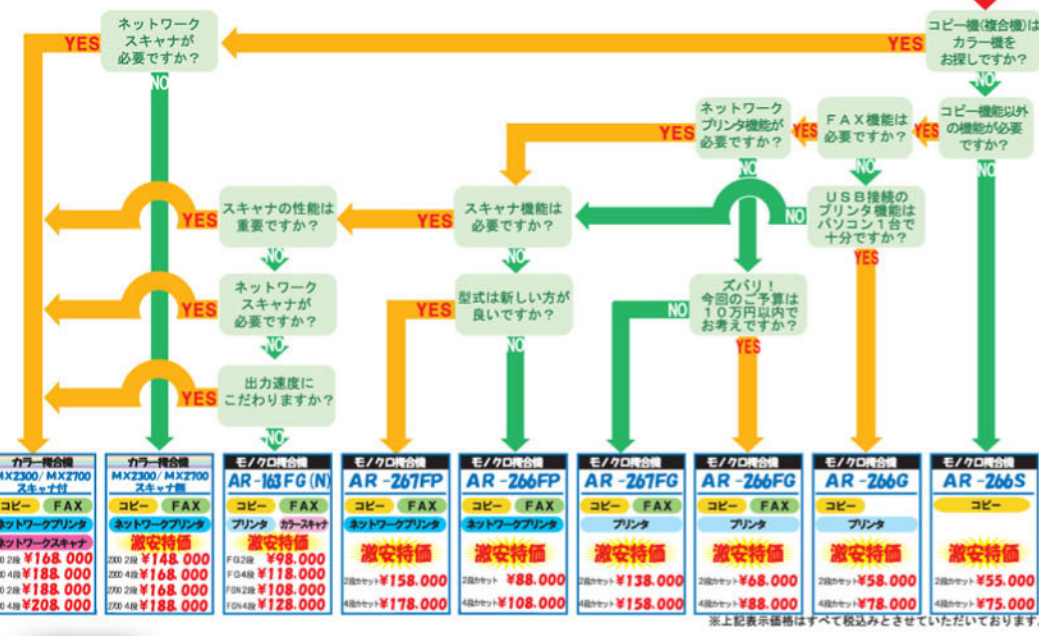 ネットワーク
スキャナが
必要ですか？
YES
NO
コピー機(複合機)は
カラー機を
お探しですか？
YES
NO
コピー機能以外
の機能が必要
ですか？
YES
NO
ＦＡＸ機能は
必要ですか？
YES
NO
ネットワーク
プリンタ機能が
必要ですか？
YES
NO
ＵＳＢ接続の
プリンタ機能は
パソコン１台で
十分ですか？
NO
YES
スキャナ機能は
必要ですか？
YES
NO
スキャナの性能は
重要ですか？
YES
NO
ネットワーク
スキャナが
必要ですか？
YES
NO
出力速度に
こだわりますか？
YES
NO
型式は新しい方が
良いですか？
YES
NO
ズバリ！
今回のご予算は
１０万円以内で
お考えですか？
NO
YES
カラー複合機
MX2300/MX2700
スキャナ付
コピー FAX
ネットワークプリンタ
ネットワークスキャナ
2段 ¥168.000
4段 ¥188.000
2段 ¥188.000
4段 ¥208.000
カラー複合機
MX2300/MX2700
スキャナ無
コピー FAX
ネットワークプリンタ
激安特価
2300 2段 ¥148.000
2300 4段 ¥168.000
2700 2段 ¥168.000
2700 4段 ¥188.000
モノクロ複合機
AR-163FG(N)
コピー FAX
プリンタ カラースキャナ
激安特価
FG2段 ¥98.000
FG4段 ¥118.000
FGN2段 ¥108.000
FGN4段 ¥128.000
モノクロ複合機
AR-267FP
コピー FAX
ネットワークプリンタ
激安特価
2段カセット ¥158.000
4段カセット ¥178.000
モノクロ複合機
AR-266FP
コピー FAX
ネットワークプリンタ
激安特価
2段カセット ¥88.000
4段カセット ¥108.000
モノクロ複合機
AR-267FG
コピー FAX
プリンタ
激安特価
2段カセット ¥138.000
4段カセット ¥158.000
モノクロ複合機
AR-266FG
コピー FAX
プリンタ
激安特価
2段カセット ¥68.000
4段カセット ¥88.000
モノクロ複合機
AR-266G
コピー
プリンタ
激安特価
2段カセット ¥58.000
4段カセット ¥78.000
モノクロ複合機
AR-266S
コピー
激安特価
2段カセット ¥55.000
4段カセット ¥75.000
※上記表示価格はすべて税込みとさせていただいております。